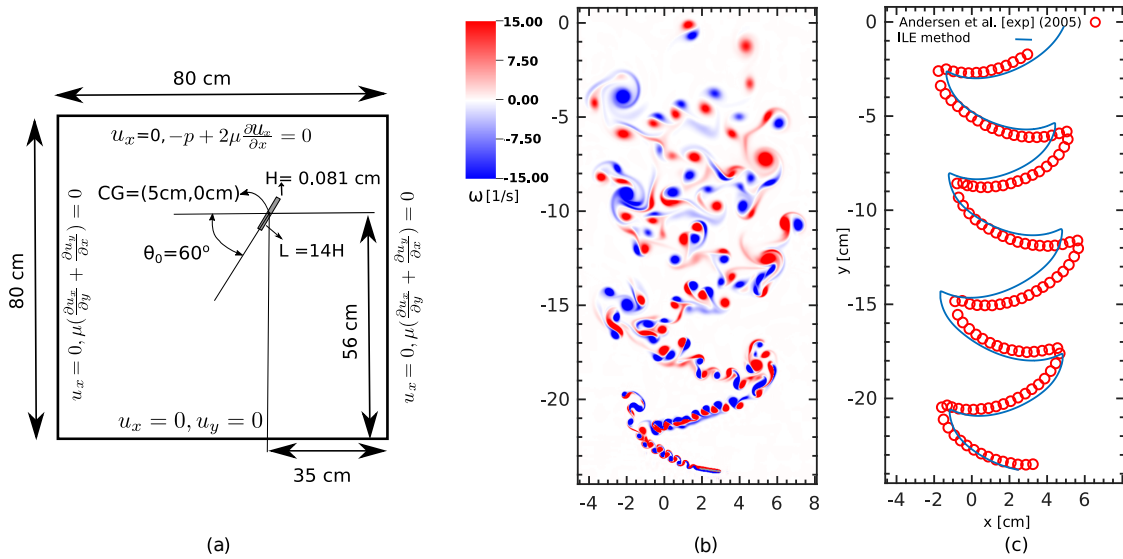 80 cm
80 cm
u_x=0, -p + 2μ ∂u_x/∂x = 0
H= 0.081 cm
CG=(5cm,0cm)
θ₀=60°
L =14H
u_x = 0, μ(∂u_x/∂y + ∂u_y/∂x) = 0
u_x = 0, μ(∂u_x/∂y + ∂u_y/∂x) = 0
56 cm
u_x = 0, u_y = 0
35 cm
(a)
15.00
7.50
0.00
-7.50
-15.00
ω [1/s]
0
-5
-10
-15
-20
-4 -2 0 2 4 6 8
(b)
Andersen et al. [exp] (2005)
ILE method
y [cm]
0
-5
-10
-15
-20
-4 -2 0 2 4 6
x [cm]
(c)